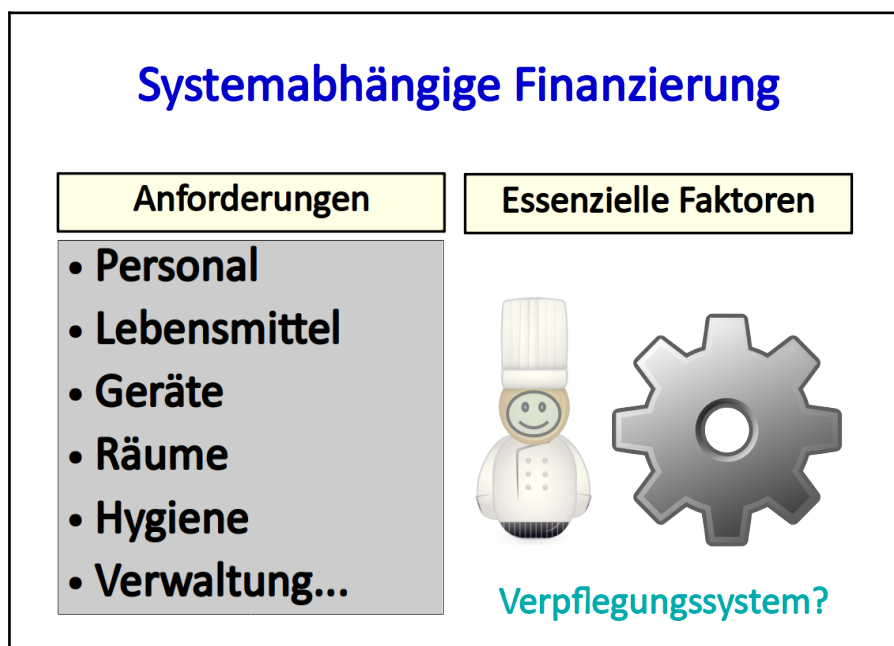 Systemabhängige Finanzierung
Anforderungen
• Personal
• Lebensmittel
• Geräte
• Räume
• Hygiene
• Verwaltung...
Essenzielle Faktoren
Verpflegungssystem?